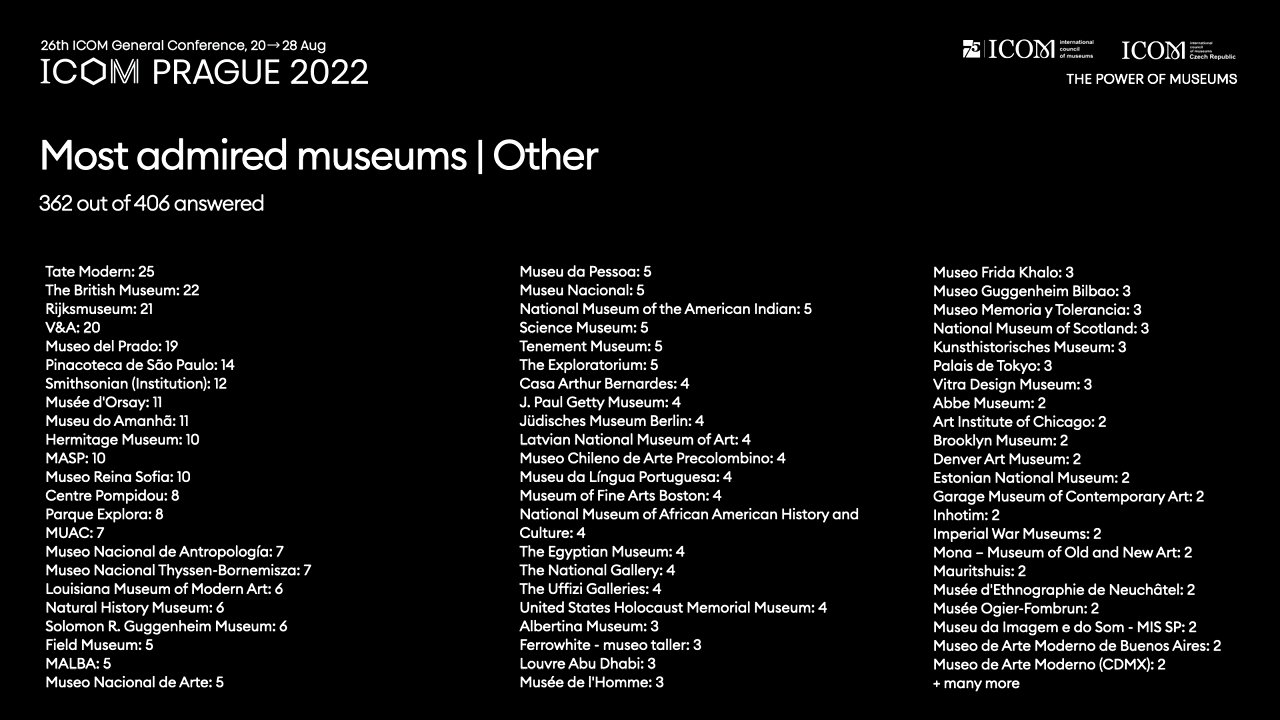 26th ICOM General Conference, 20→28 Aug
ICOM PRAGUE 2022
75 ICOM international council of museums
ICOM international council of museums Czech Republic
THE POWER OF MUSEUMS
Most admired museums | Other
362 out of 406 answered
Tate Modern: 25
The British Museum: 22
Rijksmuseum: 21
V&A: 20
Museo del Prado: 19
Pinacoteca de São Paulo: 14
Smithsonian (Institution): 12
Musée d'Orsay: 11
Museu do Amanhã: 11
Hermitage Museum: 10
MASP: 10
Museo Reina Sofia: 10
Centre Pompidou: 8
Parque Explora: 8
MUAC: 7
Museo Nacional de Antropología: 7
Museo Nacional Thyssen-Bornemisza: 7
Louisiana Museum of Modern Art: 6
Natural History Museum: 6
Solomon R. Guggenheim Museum: 6
Field Museum: 5
MALBA: 5
Museo Nacional de Arte: 5
Museu da Pessoa: 5
Museu Nacional: 5
National Museum of the American Indian: 5
Science Museum: 5
Tenement Museum: 5
The Exploratorium: 5
Casa Arthur Bernardes: 4
J. Paul Getty Museum: 4
Jüdisches Museum Berlin: 4
Latvian National Museum of Art: 4
Museo Chileno de Arte Precolombino: 4
Museu da Língua Portuguesa: 4
Museum of Fine Arts Boston: 4
National Museum of African American History and
Culture: 4
The Egyptian Museum: 4
The National Gallery: 4
The Uffizi Galleries: 4
United States Holocaust Memorial Museum: 4
Albertina Museum: 3
Ferrowhite - museo taller: 3
Louvre Abu Dhabi: 3
Musée de l'Homme: 3
Museo Frida Khalo: 3
Museo Guggenheim Bilbao: 3
Museo Memoria y Tolerancia: 3
National Museum of Scotland: 3
Kunsthistorisches Museum: 3
Palais de Tokyo: 3
Vitra Design Museum: 3
Abbe Museum: 2
Art Institute of Chicago: 2
Brooklyn Museum: 2
Denver Art Museum: 2
Estonian National Museum: 2
Garage Museum of Contemporary Art: 2
Inhotim: 2
Imperial War Museums: 2
Mona – Museum of Old and New Art: 2
Mauritshuis: 2
Musée d'Ethnographie de Neuchâtel: 2
Musée Ogier-Fombrun: 2
Museu da Imagem e do Som - MIS SP: 2
Museo de Arte Moderno de Buenos Aires: 2
Museo de Arte Moderno (CDMX): 2
+ many more